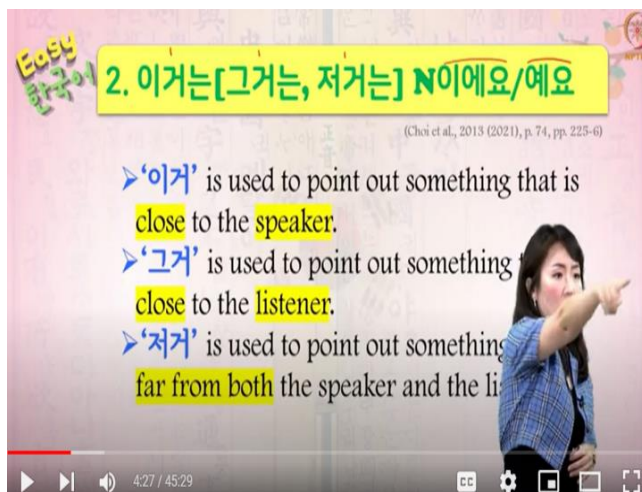 Easy
한국어
2. 이거는[그거는, 저거는] N이에요/예요
(Choi et al., 2013 (2021), p. 74, pp. 225-6)
➢‘이거’ is used to point out something that is
close to the speaker.
➢‘그거’ is used to point out something
close to the listener.
➢‘저거’ is used to point out something
far from both the speaker and the
4:27 / 45:29
CC